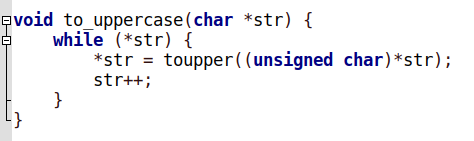 void to_uppercase(char *str) {
    while (*str) {
        *str = toupper((unsigned char)*str);
        str++;
    }
}